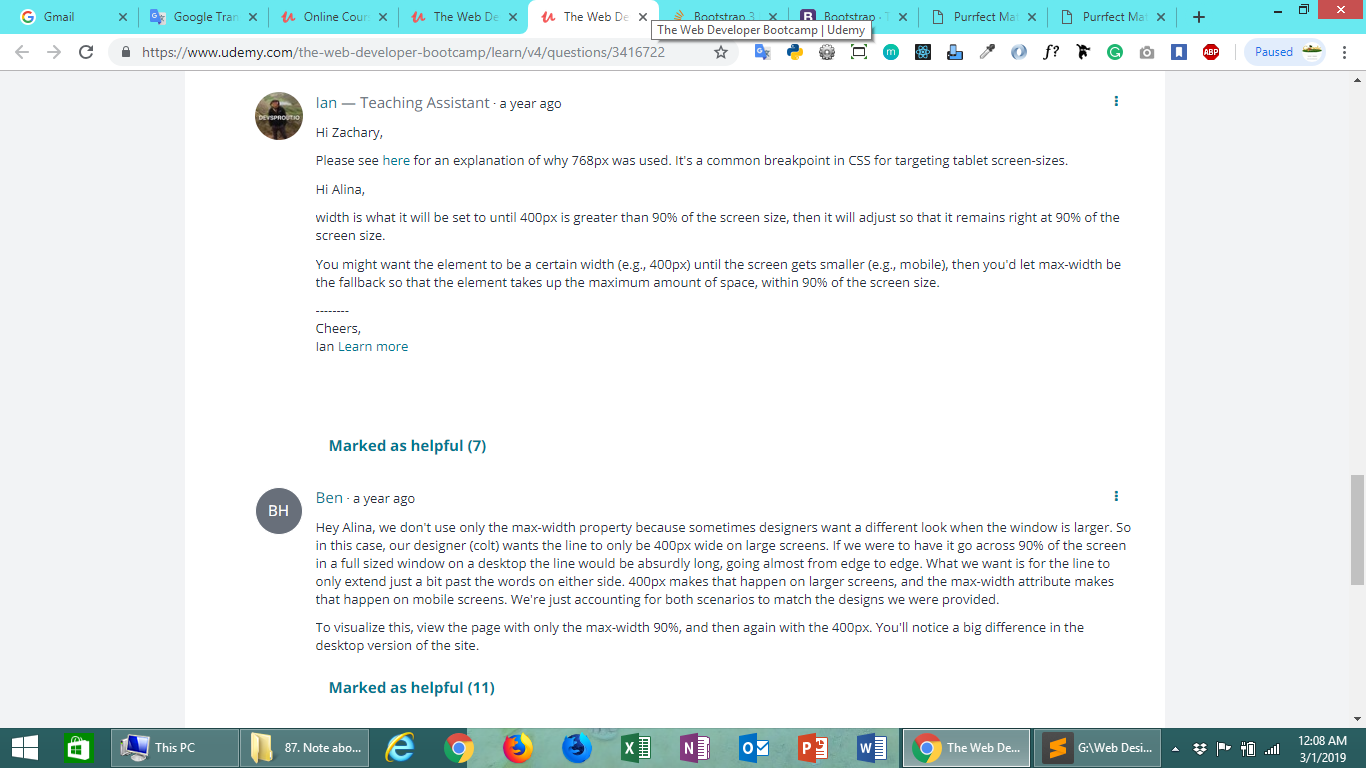 Gmail
Google Tran
Online Cour
The Web De
The Web De
Bootstrap 3
Bootstrap · T
Purrfect Mat
Purrfect Mat
The Web Developer Bootcamp | Udemy
https://www.udemy.com/the-web-developer-bootcamp/learn/v4/questions/3416722
m
f?
G
ABP
Paused
DEVSPROUT.IO
Ian — Teaching Assistant · a year ago
Hi Zachary,
Please see here for an explanation of why 768px was used. It's a common breakpoint in CSS for targeting tablet screen-sizes.
Hi Alina,
width is what it will be set to until 400px is greater than 90% of the screen size, then it will adjust so that it remains right at 90% of the
screen size.
You might want the element to be a certain width (e.g., 400px) until the screen gets smaller (e.g., mobile), then you'd let max-width be
the fallback so that the element takes up the maximum amount of space, within 90% of the screen size.
--------
Cheers,
Ian Learn more
Marked as helpful (7)
BH
Ben · a year ago
Hey Alina, we don't use only the max-width property because sometimes designers want a different look when the window is larger. So
in this case, our designer (colt) wants the line to only be 400px wide on large screens. If we were to have it go across 90% of the screen
in a full sized window on a desktop the line would be absurdly long, going almost from edge to edge. What we want is for the line to
only extend just a bit past the words on either side. 400px makes that happen on larger screens, and the max-width attribute makes
that happen on mobile screens. We're just accounting for both scenarios to match the designs we were provided.
To visualize this, view the page with only the max-width 90%, and then again with the 400px. You'll notice a big difference in the
desktop version of the site.
Marked as helpful (11)
This PC
87. Note abo...
The Web De...
G:\Web Desi...
12:08 AM
3/1/2019